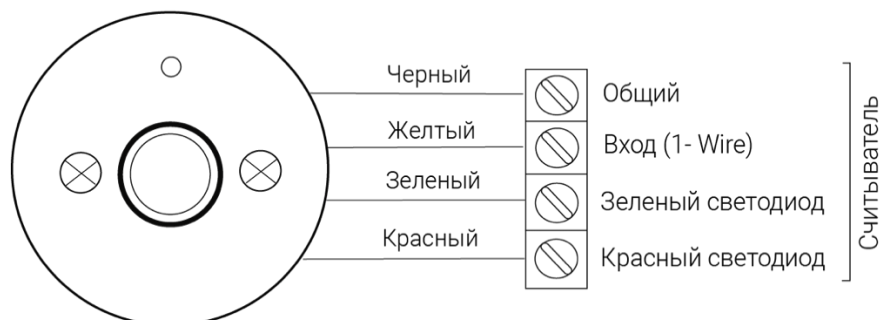 Черный
Общий
Желтый
Вход (1- Wire)
Зеленый
Зеленый светодиод
Красный
Красный светодиод
Считыватель